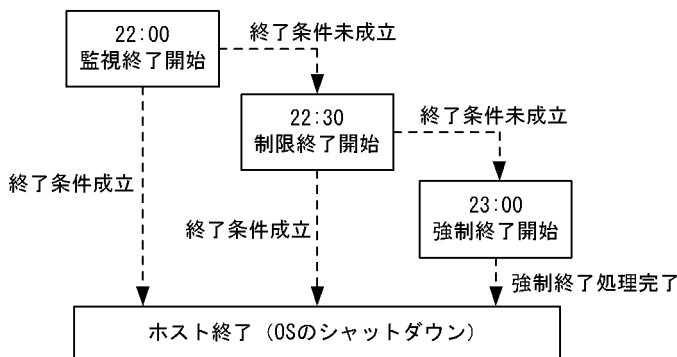 22:00
監視終了開始
終了条件未成立
22:30
制限終了開始
終了条件未成立
終了条件成立
23:00
強制終了開始
終了条件成立
強制終了処理完了
ホスト終了（OSのシャットダウン）